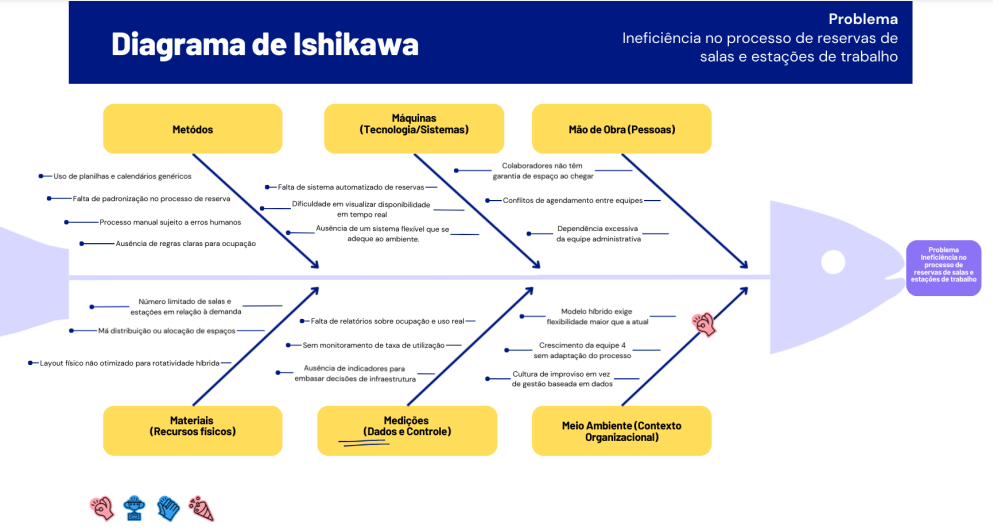 Diagrama de Ishikawa
Problema
Ineficiência no processo de reservas de
salas e estações de trabalho
Metódos
Máquinas
(Tecnologia/Sistemas)
Mão de Obra (Pessoas)
Uso de planilhas e calendários genéricos
Falta de padronização no processo de reserva
Processo manual sujeito a erros humanos
Ausência de regras claras para ocupação
Falta de sistema automatizado de reservas
Dificuldade em visualizar disponibilidade
em tempo real
Ausência de um sistema flexível que se
adeque ao ambiente.
Colaboradores não têm
garantia de espaço ao chegar
Conflitos de agendamento entre equipes
Dependência excessiva
da equipe administrativa
Problema
Ineficiência no
processo de
reservas de salas e
estações de trabalho
Número limitado de salas e
estações em relação à demanda
Má distribuição ou alocação de espaços
Layout físico não otimizado para rotatividade híbrida
Falta de relatórios sobre ocupação e uso real
Sem monitoramento de taxa de utilização
Ausência de indicadores para
embasar decisões de infraestrutura
Modelo híbrido exige
flexibilidade maior que a atual
Crescimento da equipe 4
sem adaptação do processo
Cultura de improviso em vez
de gestão baseada em dados
Materiais
(Recursos físicos)
Medições
(Dados e Controle)
Meio Ambiente (Contexto
Organizacional)